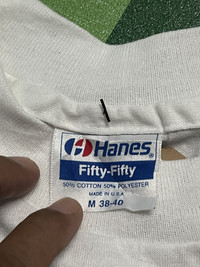 Hanes
Fifty-Fifty
50% COTTON 50% POLYESTER
MADE IN U.S.A.
M 38-40